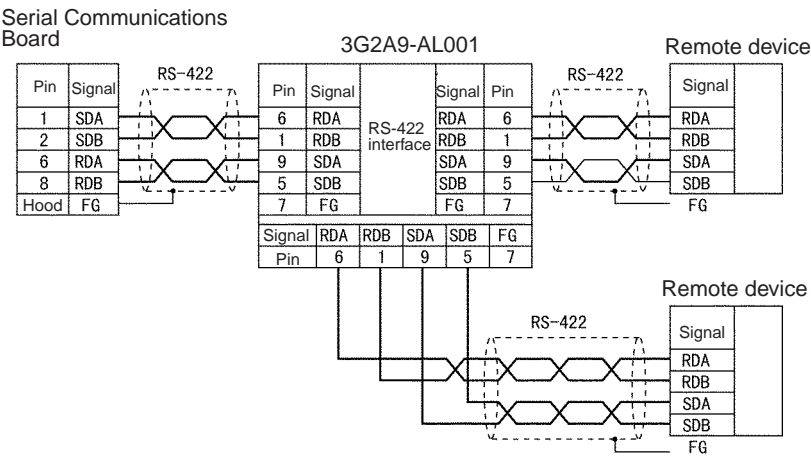 Serial Communications
Board
3G2A9-AL001
Remote device
RS-422
RS-422
Pin Signal
1 SDA
2 SDB
6 RDA
8 RDB
Hood FG
Pin Signal Signal Pin
6 RDA RDA 6
1 RDB RDB 1
9 SDA SDA 9
5 SDB SDB 5
7 FG FG 7
RS-422
interface
Signal RDA RDB SDA SDB FG
Pin 6 1 9 5 7
Signal
RDA
RDB
SDA
SDB
FG
Remote device
RS-422
Signal
RDA
RDB
SDA
SDB
FG